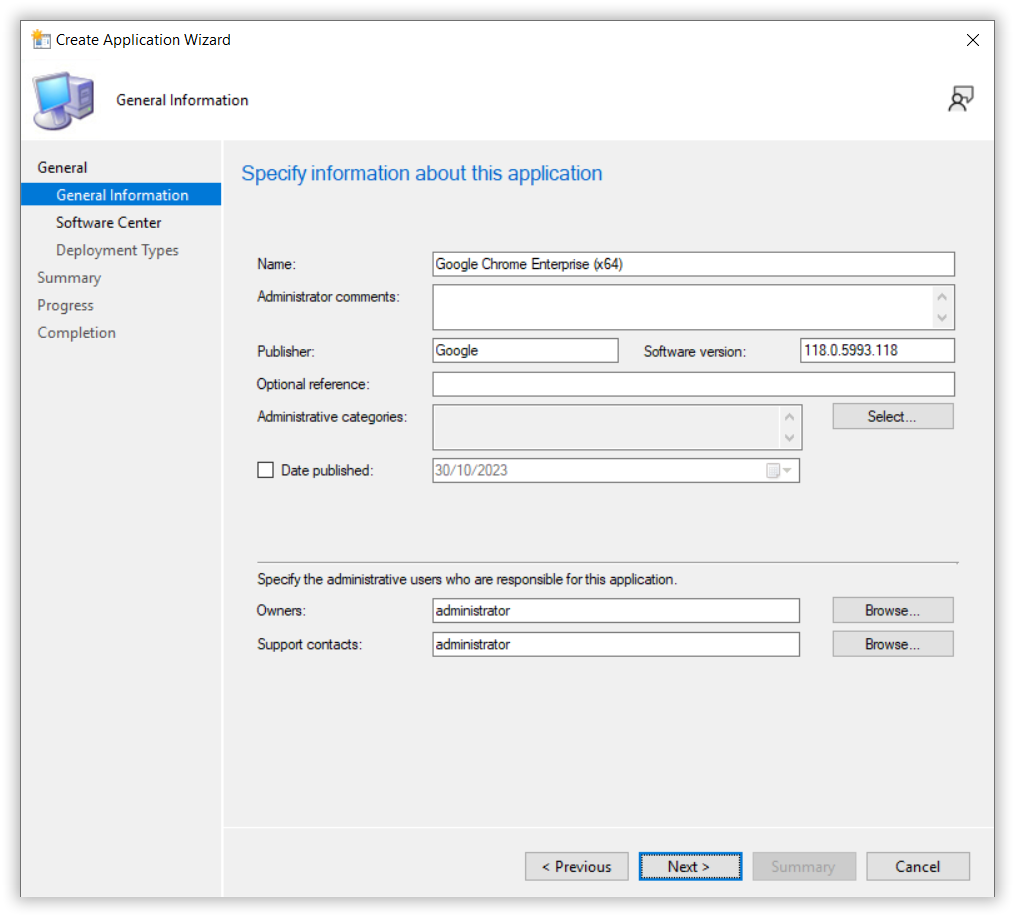 Create Application Wizard
General Information
General
General Information
Software Center
Deployment Types
Summary
Progress
Completion
Specify information about this application
Name: Google Chrome Enterprise (x64)
Administrator comments:
Publisher: Google Software version: 118.0.5993.118
Optional reference:
Administrative categories: Select...
Date published: 30/10/2023
Specify the administrative users who are responsible for this application.
Owners: administrator Browse...
Support contacts: administrator Browse...
< Previous Next > Summary Cancel